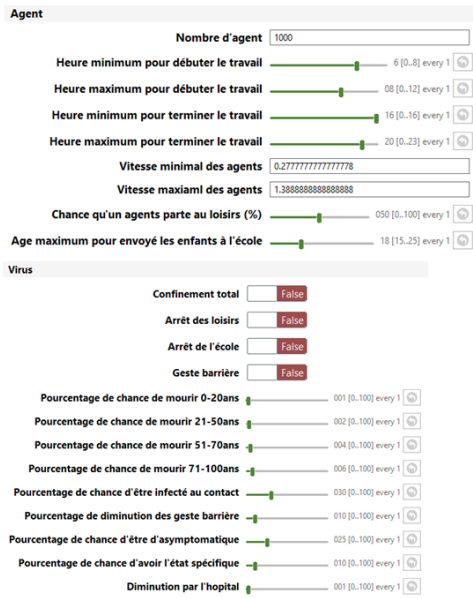 Agent
Nombre d'agent 1000
Heure minimum pour débuter le travail 6 [0..8] every 1
Heure maximum pour débuter le travail 08 [0..12] every 1
Heure minimum pour terminer le travail 16 [0..16] every 1
Heure maximum pour terminer le travail 20 [0..23] every 1
Vitesse minimal des agents 0.2777777777777778
Vitesse maxiaml des agents 1.3888888888888888
Chance qu'un agents parte au loisirs (%) 050 [0..100] every 1
Age maximum pour envoyé les enfants à l'école 18 [15..25] every 1
Virus
Confinement total False
Arrêt des loisirs False
Arrêt de l'école False
Geste barrière False
Pourcentage de chance de mourir 0-20ans 001 [0..100] every 1
Pourcentage de chance de mourir 21-50ans 002 [0..100] every 1
Pourcentage de chance de mourir 51-70ans 004 [0..100] every 1
Pourcentage de chance de mourir 71-100ans 006 [0..100] every 1
Pourcentage de chance d'être infecté au contact 030 [0..100] every 1
Pourcentage de diminution des geste barrière 010 [0..100] every 1
Pourcentage de chance d'être d'asymptomatique 025 [0..100] every 1
Pourcentage de chance d'avoir l'état spécifique 010 [0..100] every 1
Diminution par l'hopital 001 [0..100] every 1